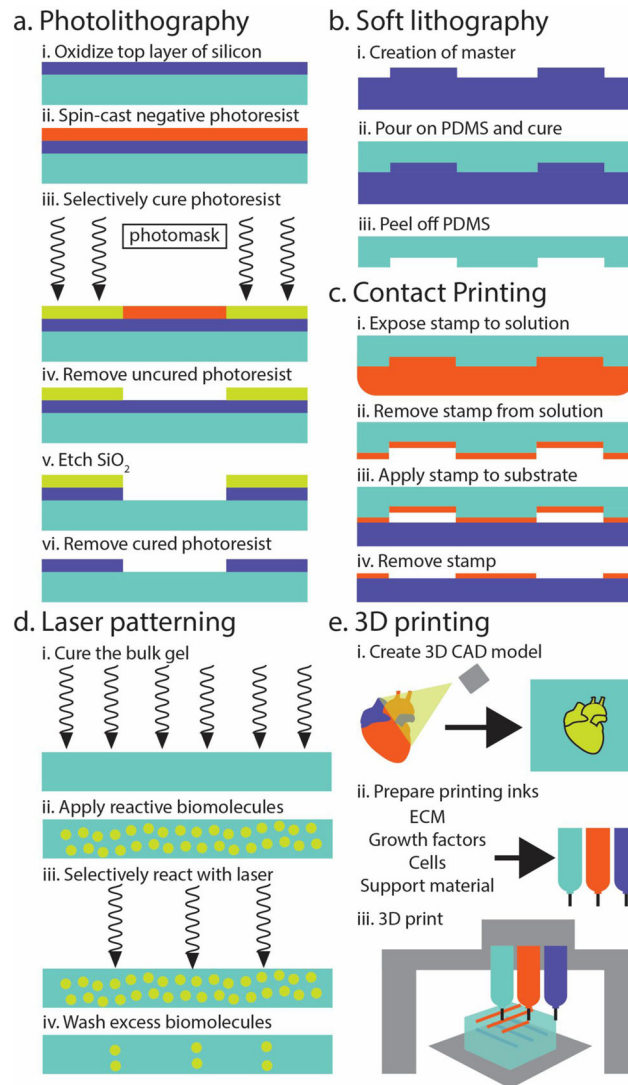 a. Photolithography
i. Oxidize top layer of silicon
ii. Spin-cast negative photoresist
iii. Selectively cure photoresist
photomask
iv. Remove uncured photoresist
v. Etch SiO₂
vi. Remove cured photoresist
b. Soft lithography
i. Creation of master
ii. Pour on PDMS and cure
iii. Peel off PDMS
c. Contact Printing
i. Expose stamp to solution
ii. Remove stamp from solution
iii. Apply stamp to substrate
iv. Remove stamp
d. Laser patterning
i. Cure the bulk gel
ii. Apply reactive biomolecules
iii. Selectively react with laser
iv. Wash excess biomolecules
e. 3D printing
i. Create 3D CAD model
ii. Prepare printing inks
ECM
Growth factors
Cells
Support material
iii. 3D print